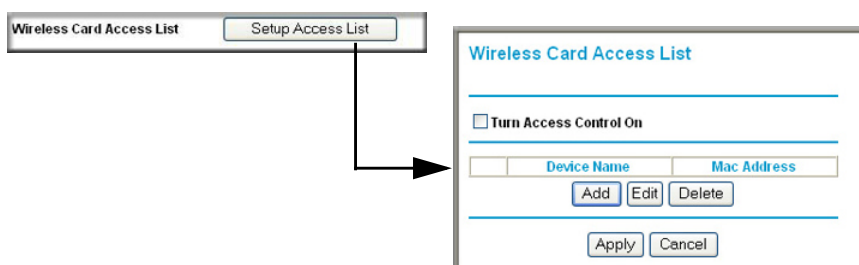 Wireless Card Access List Setup Access List
Wireless Card Access List
Turn Access Control On
Device Name Mac Address
Add Edit Delete
Apply Cancel